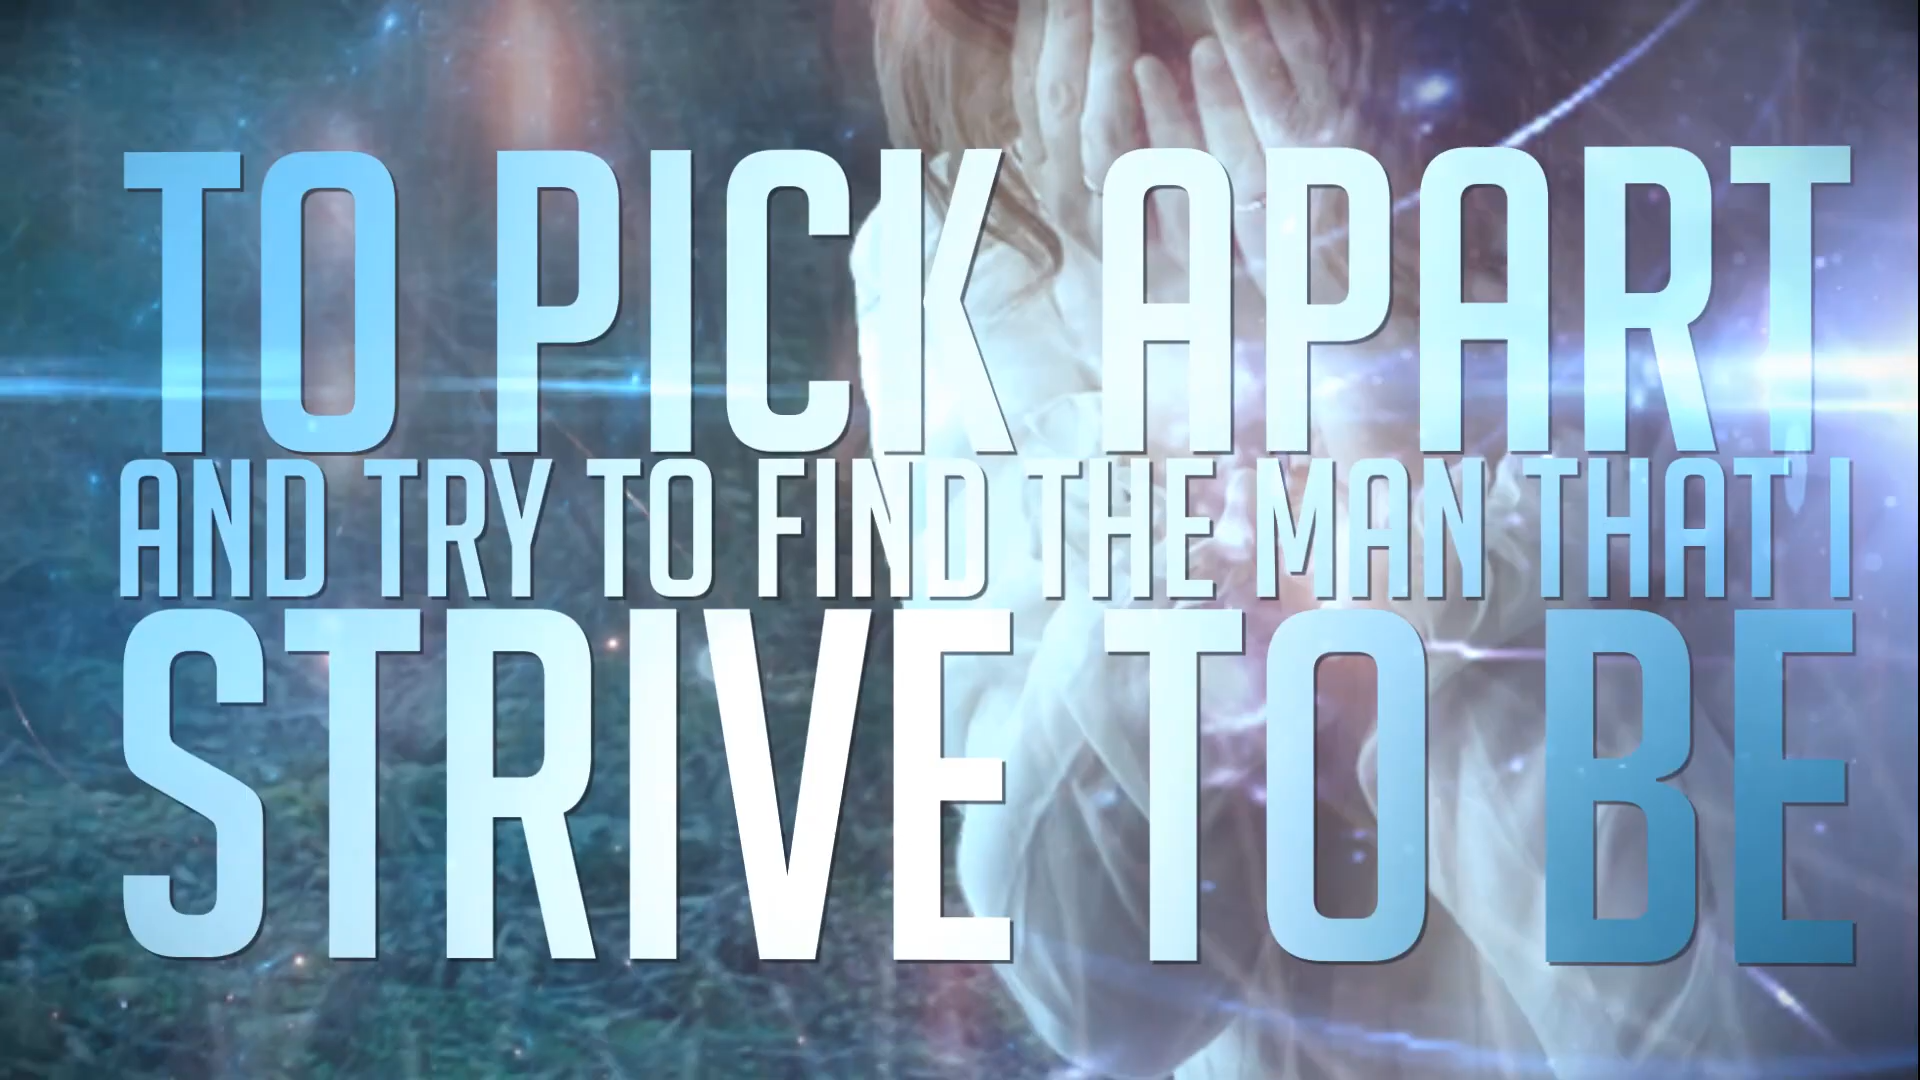 TO PICK APART
AND TRY TO FIND THE MAN THAT I
STRIVE TO BE